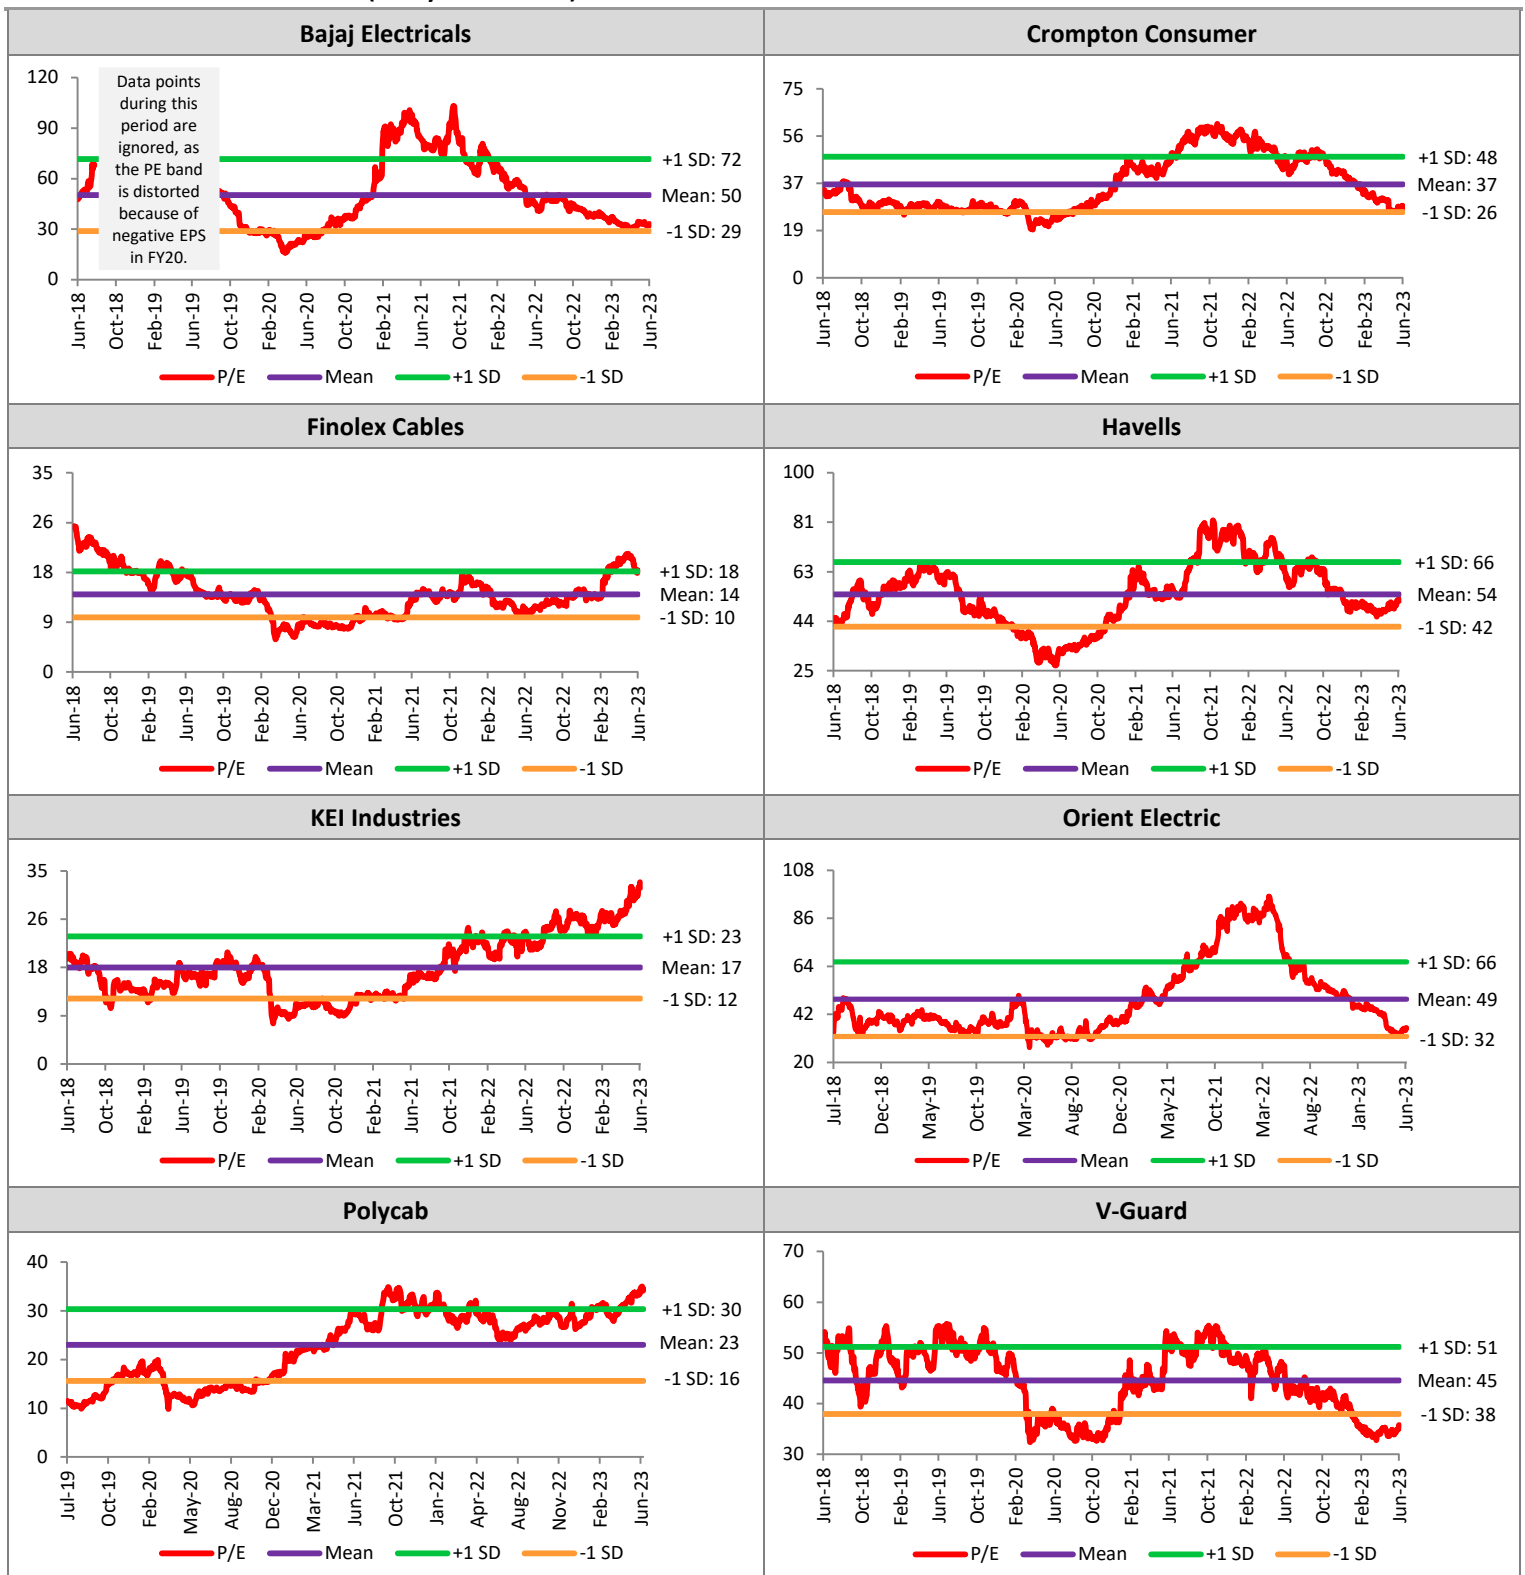 Bajaj Electricals
120
90
60
30
0
Data points
during this
period are
ignored, as
the PE band
is distorted
because of
negative EPS
in FY20.
+1 SD: 72
Mean: 50
-1 SD: 29
Jun-18
Oct-18
Feb-19
Jun-19
Oct-19
Feb-20
Jun-20
Oct-20
Feb-21
Jun-21
Oct-21
Feb-22
Jun-22
Oct-22
Feb-23
Jun-23
P/E Mean +1 SD -1 SD
Crompton Consumer
75
56
37
19
0
+1 SD: 48
Mean: 37
-1 SD: 26
Jun-18
Oct-18
Feb-19
Jun-19
Oct-19
Feb-20
Jun-20
Oct-20
Feb-21
Jun-21
Oct-21
Feb-22
Jun-22
Oct-22
Feb-23
Jun-23
P/E Mean +1 SD -1 SD
Finolex Cables
35
26
18
9
0
+1 SD: 18
Mean: 14
-1 SD: 10
Jun-18
Oct-18
Feb-19
Jun-19
Oct-19
Feb-20
Jun-20
Oct-20
Feb-21
Jun-21
Oct-21
Feb-22
Jun-22
Oct-22
Feb-23
Jun-23
P/E Mean +1 SD -1 SD
Havells
100
81
63
44
25
+1 SD: 66
Mean: 54
-1 SD: 42
Jun-18
Oct-18
Feb-19
Jun-19
Oct-19
Feb-20
Jun-20
Oct-20
Feb-21
Jun-21
Oct-21
Feb-22
Jun-22
Oct-22
Feb-23
Jun-23
P/E Mean +1 SD -1 SD
KEI Industries
35
26
18
9
0
+1 SD: 23
Mean: 17
-1 SD: 12
Jun-18
Oct-18
Feb-19
Jun-19
Oct-19
Feb-20
Jun-20
Oct-20
Feb-21
Jun-21
Oct-21
Feb-22
Jun-22
Oct-22
Feb-23
Jun-23
P/E Mean +1 SD -1 SD
Orient Electric
108
86
64
42
20
+1 SD: 66
Mean: 49
-1 SD: 32
Jul-18
Dec-18
May-19
Oct-19
Mar-20
Aug-20
Dec-20
May-21
Oct-21
Mar-22
Aug-22
Jan-23
Jun-23
P/E Mean +1 SD -1 SD
Polycab
40
30
20
10
0
+1 SD: 30
Mean: 23
-1 SD: 16
Jul-19
Oct-19
Feb-20
May-20
Aug-20
Dec-20
Mar-21
Jun-21
Oct-21
Jan-22
Apr-22
Aug-22
Nov-22
Feb-23
Jun-23
P/E Mean +1 SD -1 SD
V-Guard
70
60
50
40
30
+1 SD: 51
Mean: 45
-1 SD: 38
Jun-18
Oct-18
Feb-19
Jun-19
Oct-19
Feb-20
Jun-20
Oct-20
Feb-21
Jun-21
Oct-21
Feb-22
Jun-22
Oct-22
Feb-23
Jun-23
P/E Mean +1 SD -1 SD